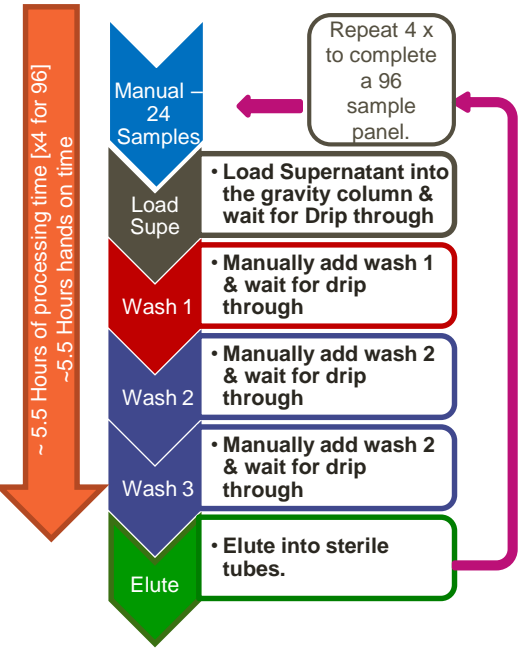 ~ 5.5 Hours of processing time [x4 for 96]
~5.5 Hours hands on time
Manual –
24
Samples
Repeat 4 x
to complete
a 96
sample
panel.
Load
Supe
• Load Supernatant into
the gravity column &
wait for Drip through
Wash 1
• Manually add wash 1
& wait for drip
through
Wash 2
• Manually add wash 2
& wait for drip
through
Wash 3
• Manually add wash 2
& wait for drip
through
Elute
• Elute into sterile
tubes.